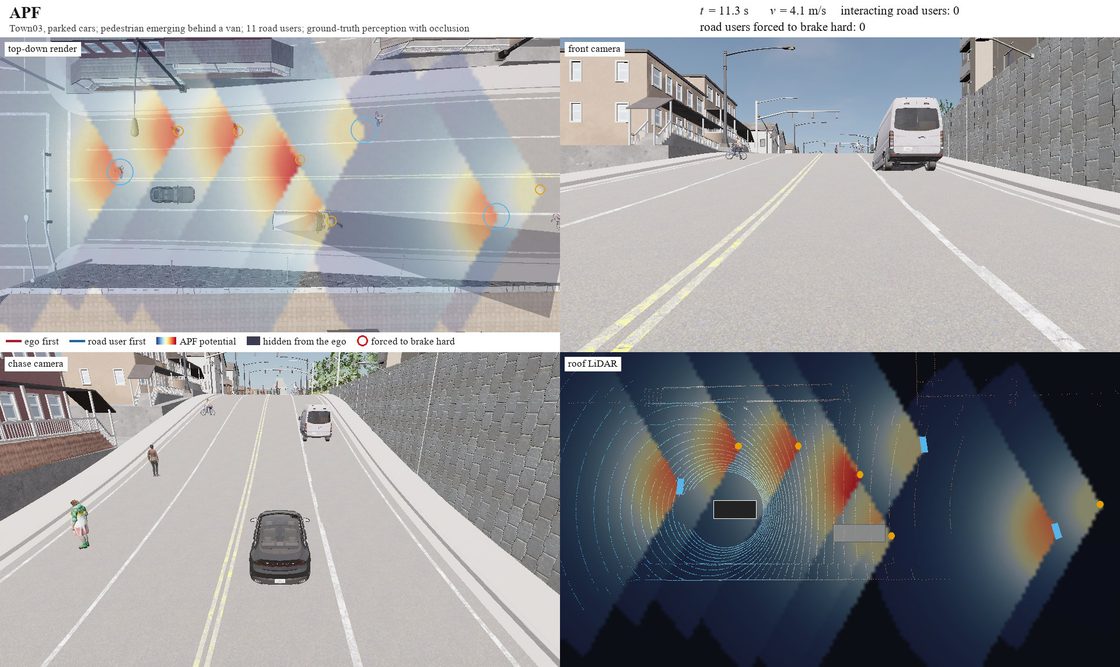 APF
Town03, parked cars; pedestrian emerging behind a van; 11 road users; ground-truth perception with occlusion
t = 11.3 s v = 4.1 m/s interacting road users: 0
road users forced to brake hard: 0
top-down render
front camera
ego first road user first APF potential hidden from the ego forced to brake hard
chase camera
roof LiDAR